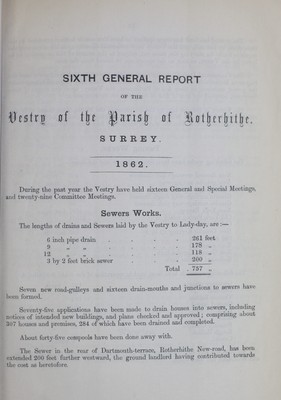 SIXTH GENERAL REPORT
OF THE
Vestry of the Parish of Rotherhithe,
SURREY.
1862.
During the past year the Vestry have held sixteen General and Special Meetings,
and twenty-nine Committee Meetings.
Sewers Works.
The lengths of drains and Sewers laid by the Vestry to Lady-day, are :—
6 inch pipe drain . . . . 261 feet.
9 „ „ . . . . 178 „
12 „ „ . . . . 118 „
3 by 2 feet brick sewer . . „ 200 „
Total 757 „
Seven new road-gulleys and sixteen drain-mouths and junctions to sewers have
been formed.
Seventy-five applications have been made to drain houses into sewers, including
notices of intended new buildings, and plans checked and approved ; comprising about
307 houses and premises, 284 of which have been drained and completed.
About forty-five cesspools have been done away with.
The Sewer in the rear of Dartmouth-terrace, Rotherhithe New-road, has been
extended 200 feet further westward, the ground landlord having contributed towards
the cost as heretofore.